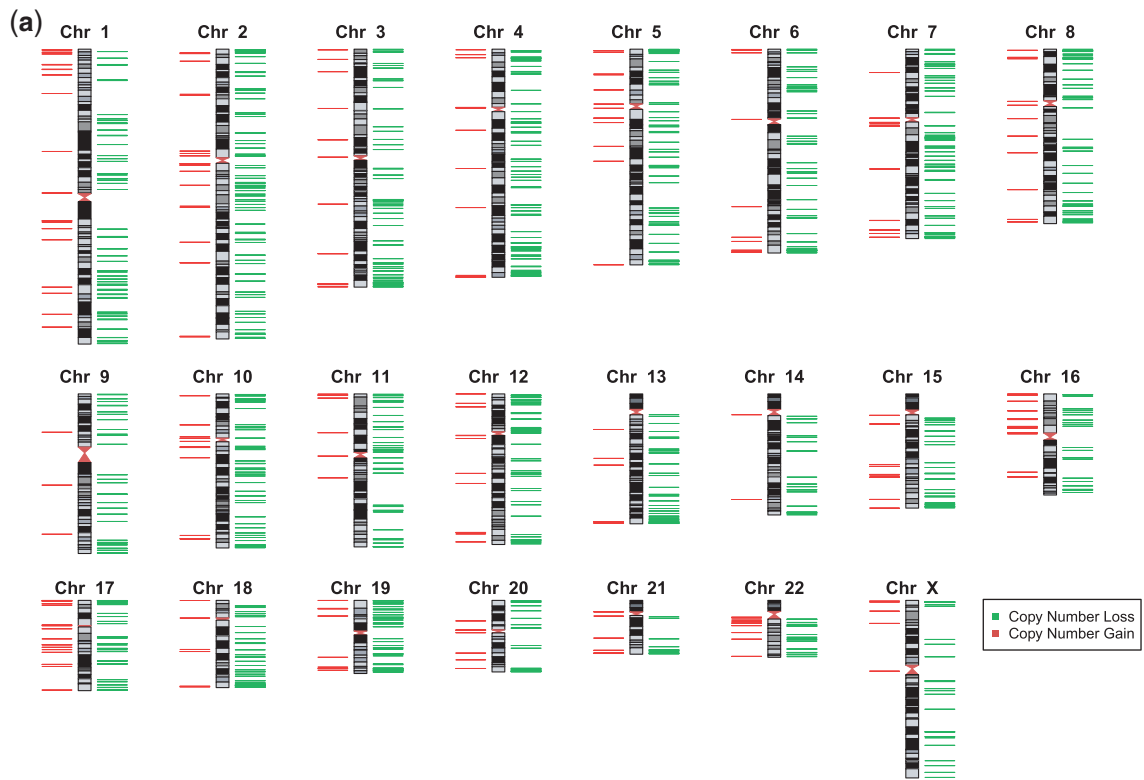 (a)
Chr 1
Chr 2
Chr 3
Chr 4
Chr 5
Chr 6
Chr 7
Chr 8
Chr 9
Chr 10
Chr 11
Chr 12
Chr 13
Chr 14
Chr 15
Chr 16
Chr 17
Chr 18
Chr 19
Chr 20
Chr 21
Chr 22
Chr X
Copy Number Loss
Copy Number Gain